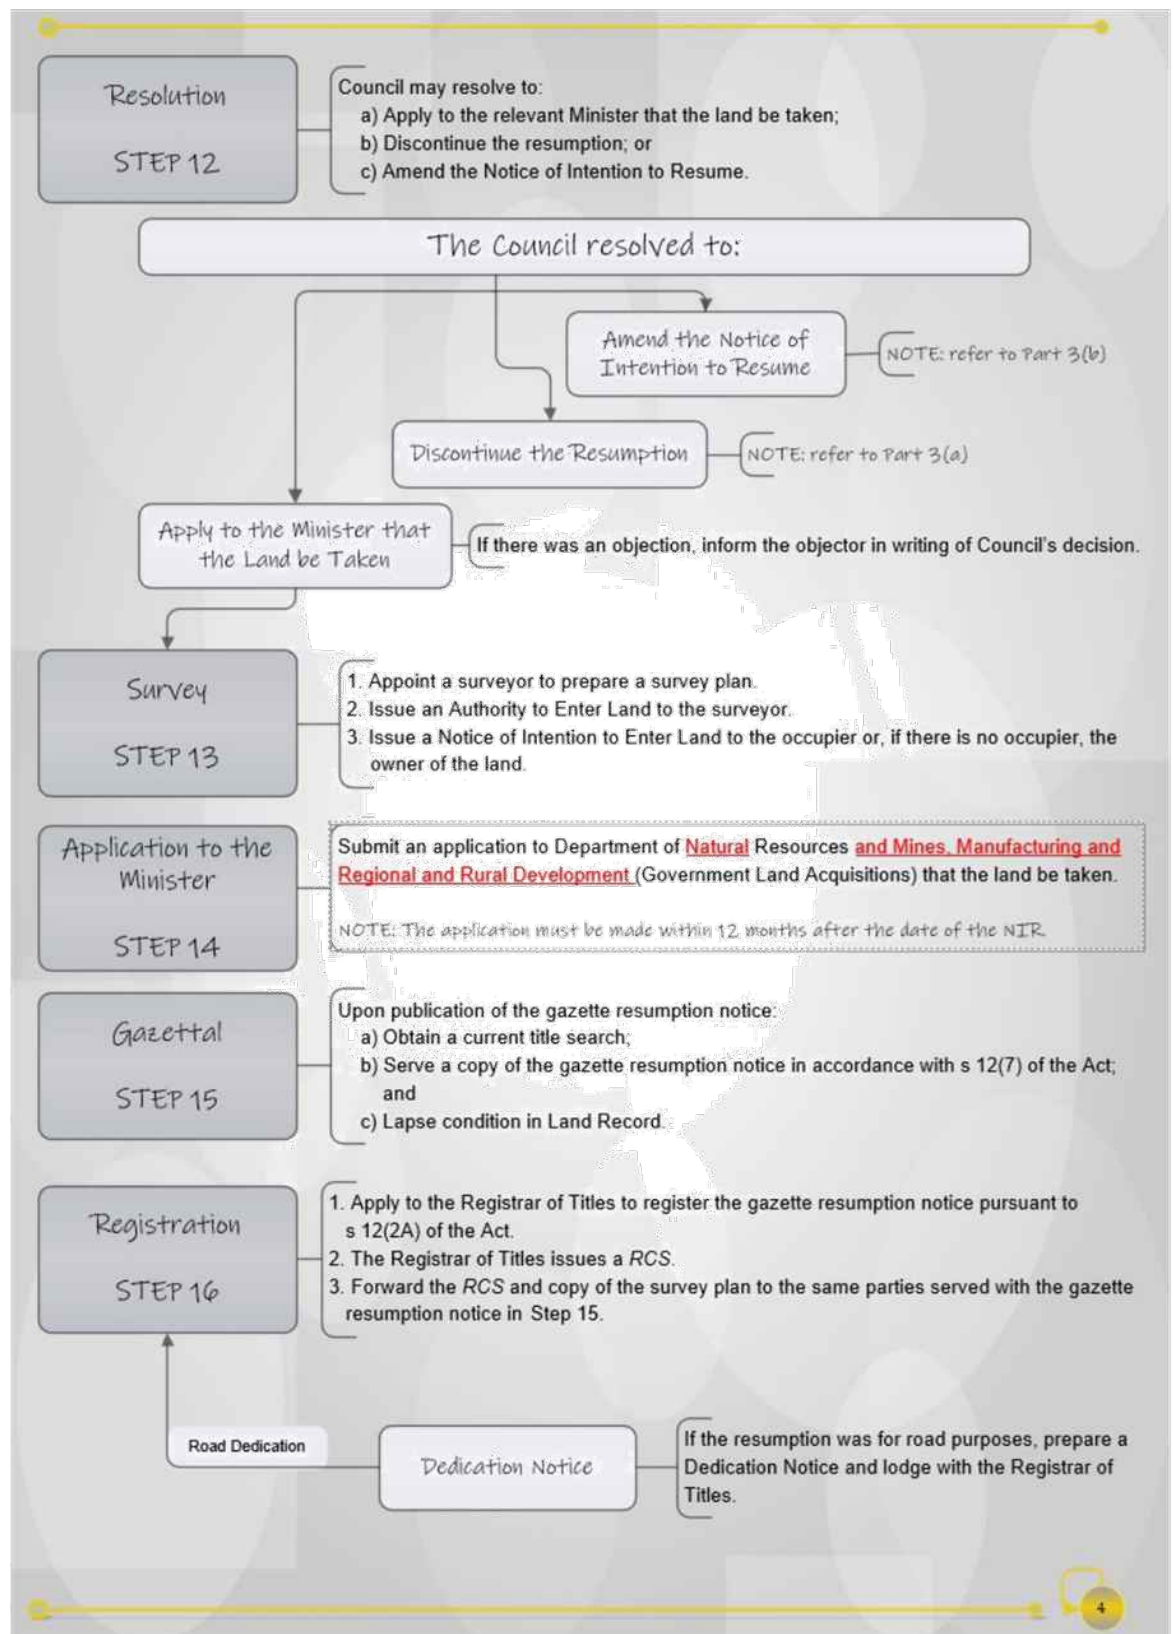 Resolution
STEP 12
Council may resolve to:
a) Apply to the relevant Minister that the land be taken;
b) Discontinue the resumption; or
c) Amend the Notice of Intention to Resume.
The Council resolved to:
Amend the Notice of
Intention to Resume
NOTE: refer to Part 3(b)
Discontinue the Resumption
NOTE: refer to Part 3(a)
Apply to the Minister that
the Land be Taken
If there was an objection, inform the objector in writing of Council's decision.
Survey
STEP 13
1. Appoint a surveyor to prepare a survey plan.
2. Issue an Authority to Enter Land to the surveyor.
3. Issue a Notice of Intention to Enter Land to the occupier or, if there is no occupier, the
owner of the land.
Application to the
Minister
STEP 14
Submit an application to Department of Natural Resources and Mines, Manufacturing and
Regional and Rural Development (Government Land Acquisitions) that the land be taken.
NOTE: The application must be made within 12 months after the date of the NIR
Gazettal
STEP 15
Upon publication of the gazette resumption notice:
a) Obtain a current title search;
b) Serve a copy of the gazette resumption notice in accordance with s 12(7) of the Act;
and
c) Lapse condition in Land Record.
Registration
STEP 16
1. Apply to the Registrar of Titles to register the gazette resumption notice pursuant to
s 12(2A) of the Act.
2. The Registrar of Titles issues a RCS.
3. Forward the RCS and copy of the survey plan to the same parties served with the gazette
resumption notice in Step 15.
Road Dedication
Dedication Notice
If the resumption was for road purposes, prepare a
Dedication Notice and lodge with the Registrar of
Titles.
4